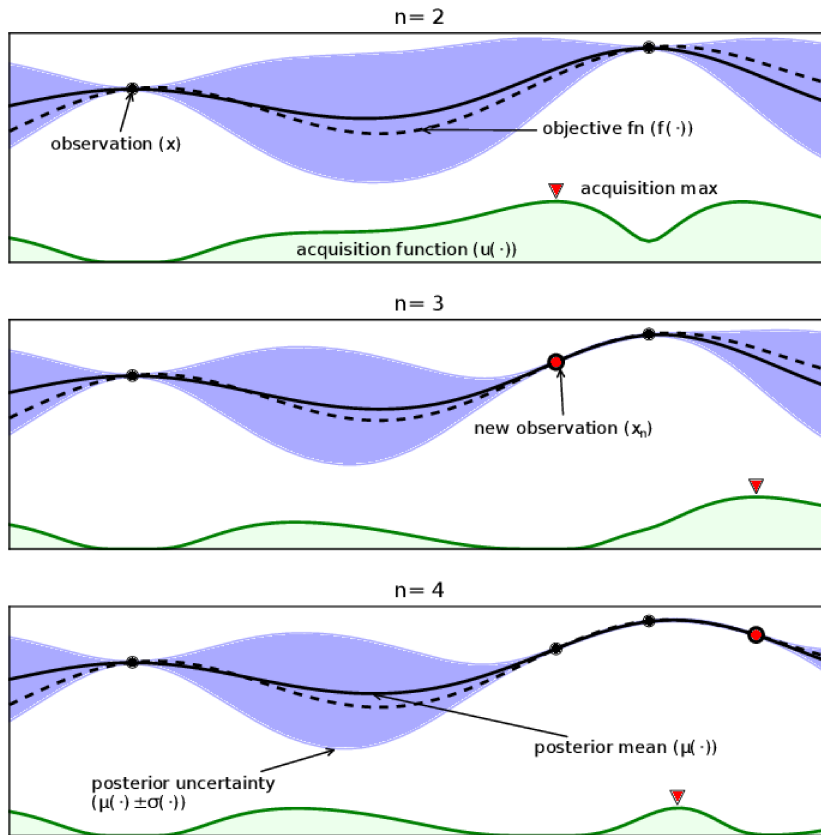 n= 2
objective fn (f(·))
observation (x)
acquisition max
acquisition function (u(·))
n= 3
new observation (xₙ)
n= 4
posterior mean (μ(·))
posterior uncertainty
(μ(·) ±σ(·))